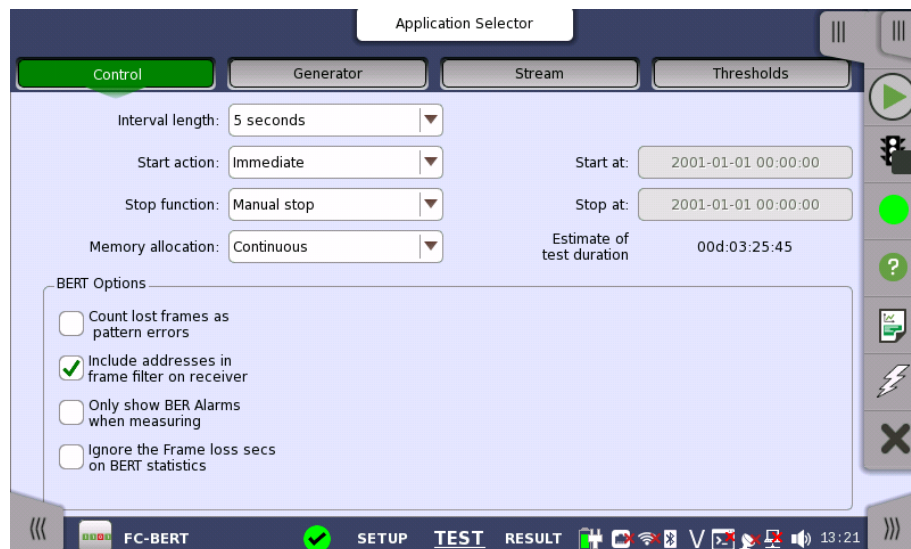 Application Selector
Control Generator Stream Thresholds
Interval length: 5 seconds
Start action: Immediate Start at: 2001-01-01 00:00:00
Stop function: Manual stop Stop at: 2001-01-01 00:00:00
Memory allocation: Continuous Estimate of
test duration 00d:03:25:45
BERT Options
Count lost frames as
pattern errors
Include addresses in
frame filter on receiver
Only show BER Alarms
when measuring
Ignore the Frame loss secs
on BERT statistics
FC-BERT SETUP TEST RESULT V 13:21